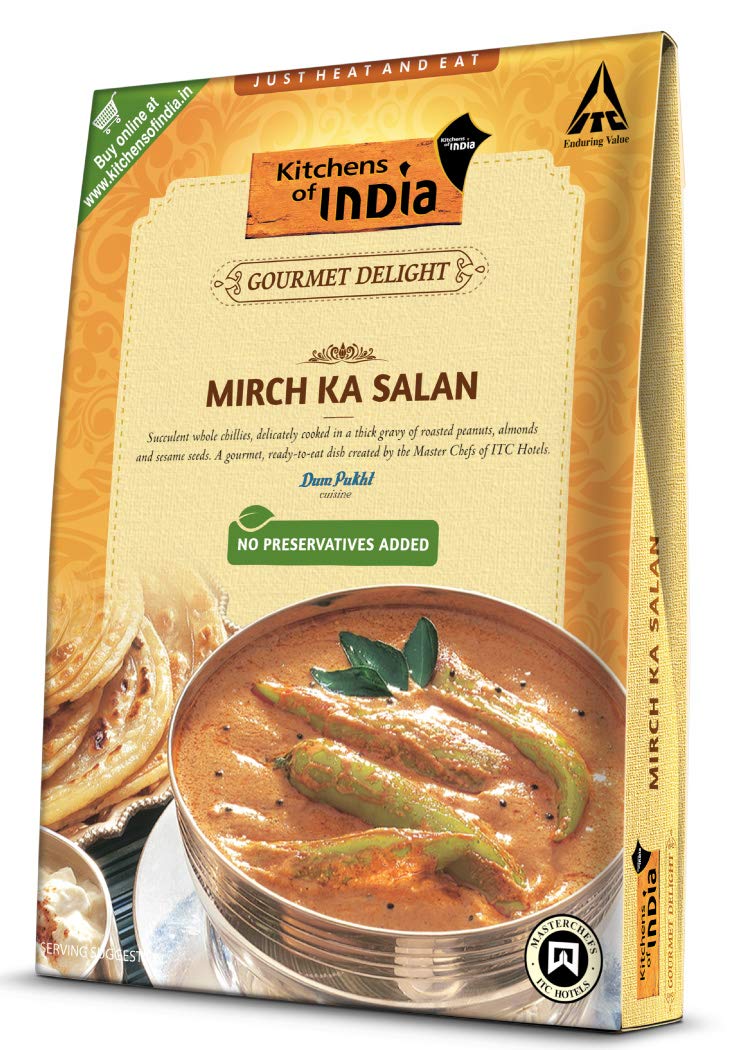 JUST HEAT AND EAT
Buy online at
www.kitchensofindia.in
ITC
Enduring Value
Kitchens
of INDIA
Kitchens
of INDIA
GOURMET DELIGHT
MIRCH KA SALAN
Succulent whole chillies, delicately cooked in a thick gravy of roasted peanuts, almonds
and sesame seeds. A gourmet, ready-to-eat dish created by the Master Chefs of ITC Hotels.
Dum Pukht
cuisine
NO PRESERVATIVES ADDED
SERVING SUGGEST
MASTERCHEFS
ITC HOTELS
MIRCH KA SALAN
Kitchens
of INDIA
GOURMET DELIGHT